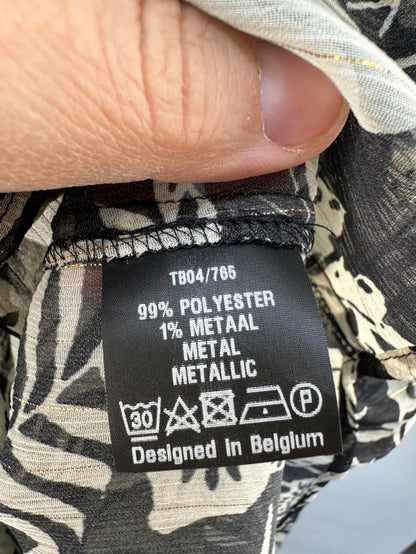 TB04/765
99% POLYESTER
1% METAAL
METAL
METALLIC
30 P
Designed in Belgium